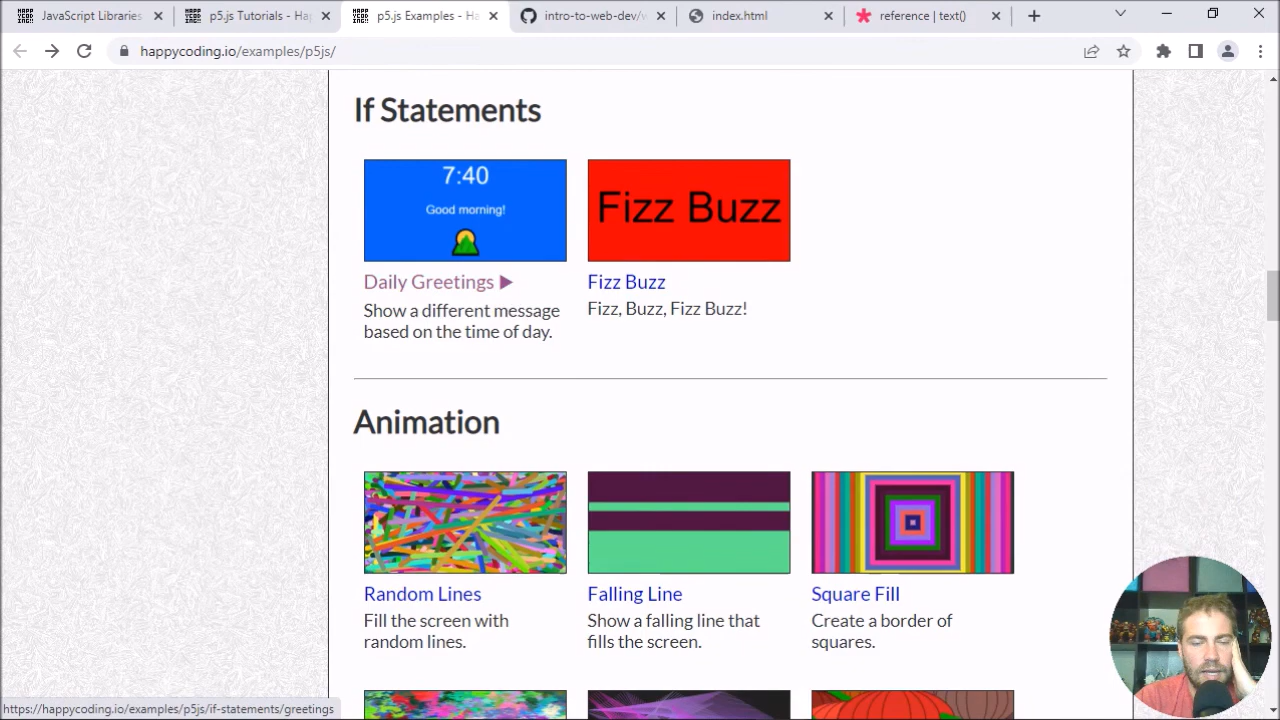 JavaScript Libraries
p5.js Tutorials - Hap
p5.js Examples - Ha
intro-to-web-dev/w
index.html
reference | text()
happycoding.io/examples/p5js/
If Statements
7:40
Good morning!
Fizz Buzz
Daily Greetings ▶
Fizz Buzz
Show a different message
based on the time of day.
Fizz, Buzz, Fizz Buzz!
Animation
Random Lines
Falling Line
Square Fill
Fill the screen with
random lines.
Show a falling line that
fills the screen.
Create a border of
squares.
https://happycoding.io/examples/p5js/if-statements/greetings